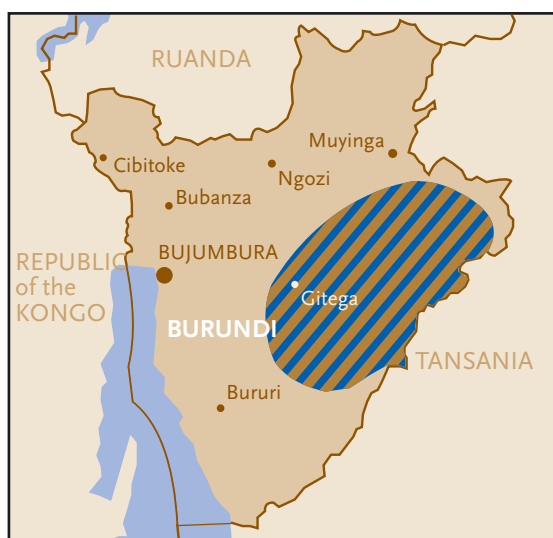 RUANDA
Muyinga
Cibitoke
Ngozi
Bubanza
REPUBLIC
of the
KONGO
BUJUMBURA
Gitega
BURUNDI
TANSANIA
Bururi